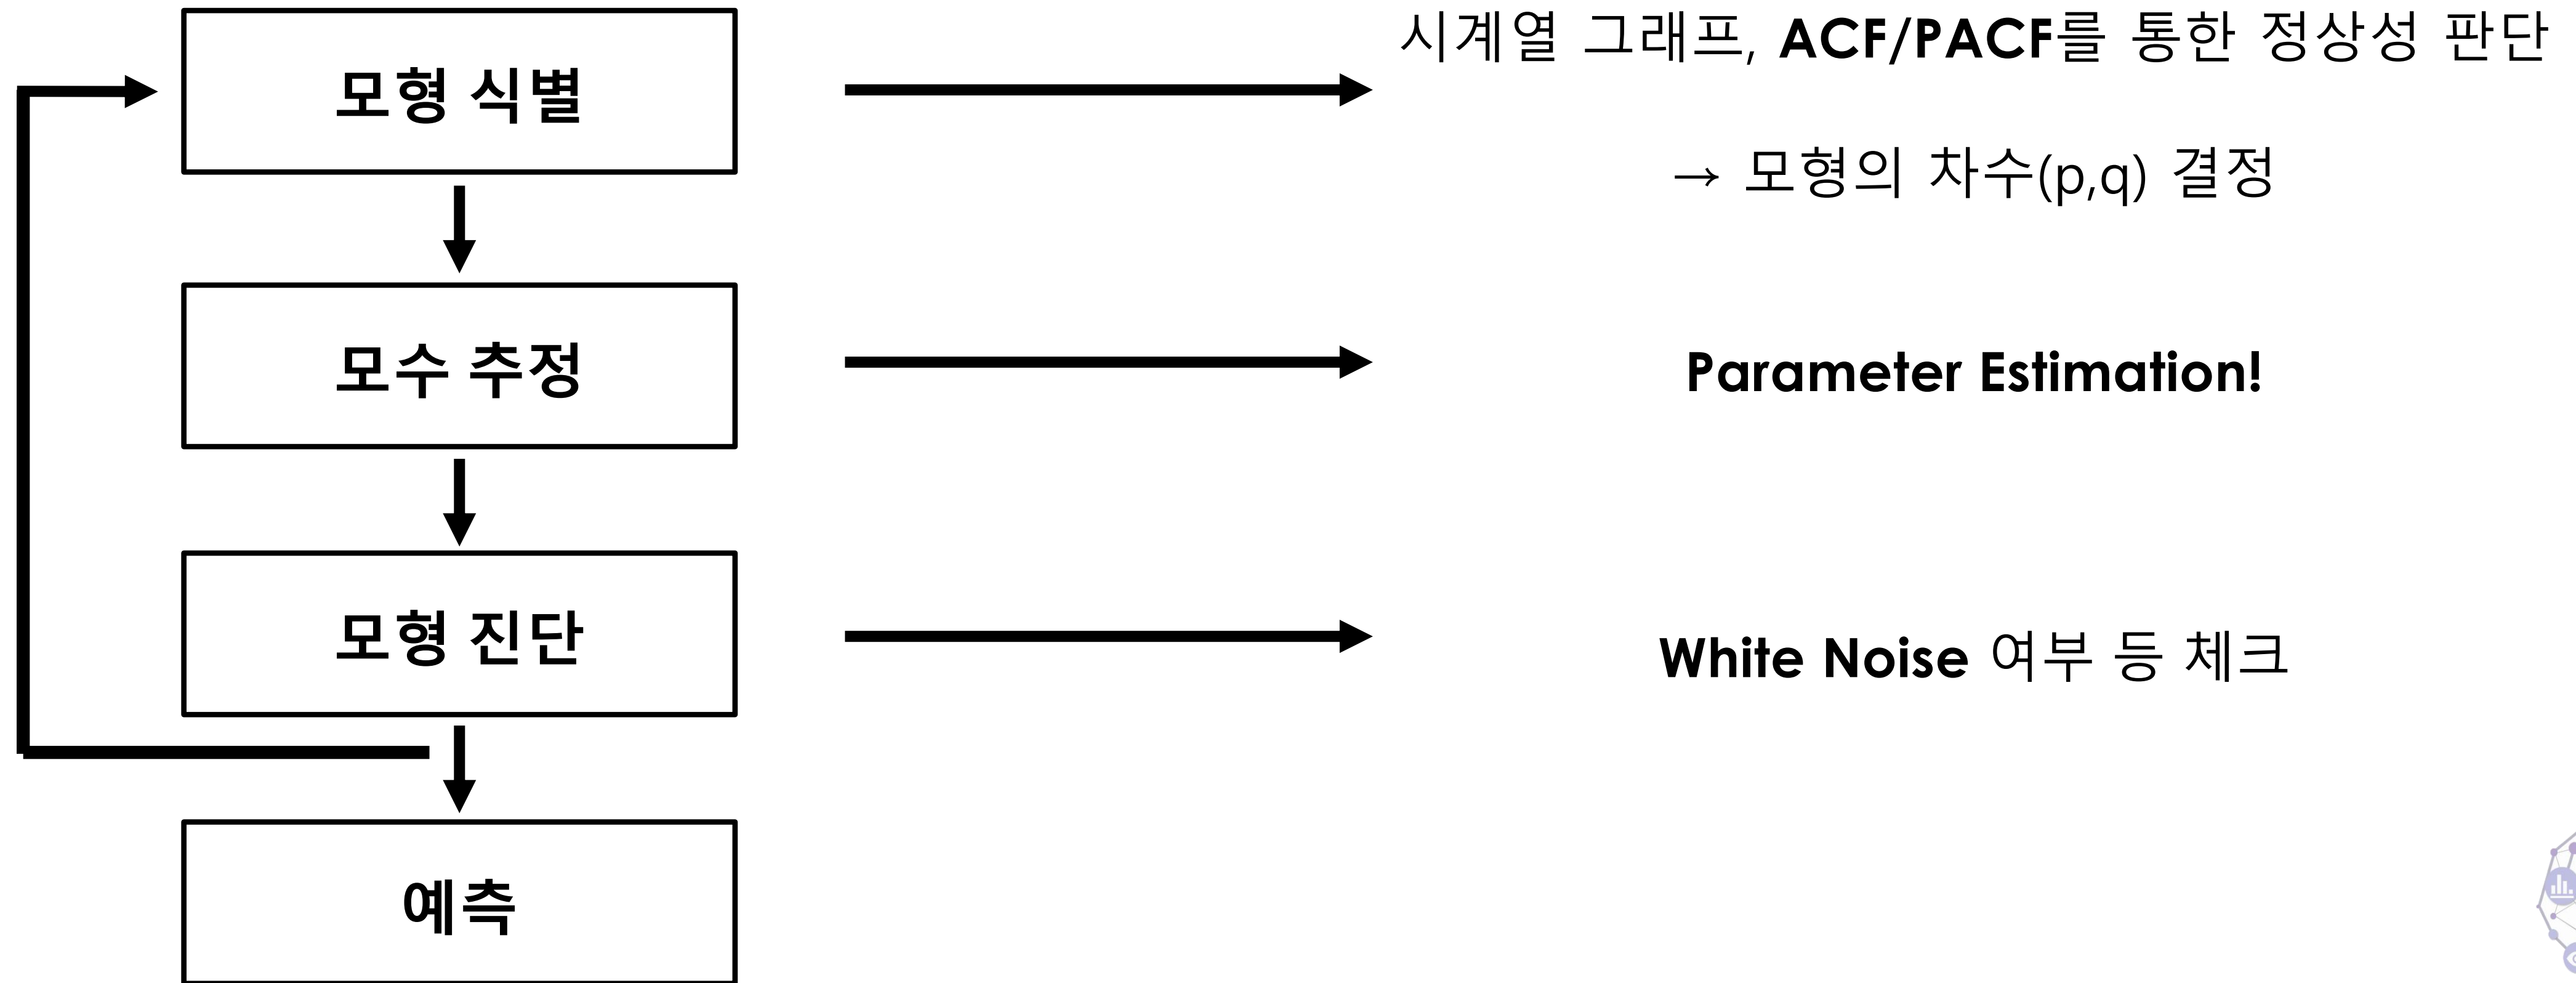 모형 식별
시계열 그래프, ACF/PACF를 통한 정상성 판단
→ 모형의 차수(p,q) 결정
모수 추정
Parameter Estimation!
모형 진단
White Noise 여부 등 체크
예측